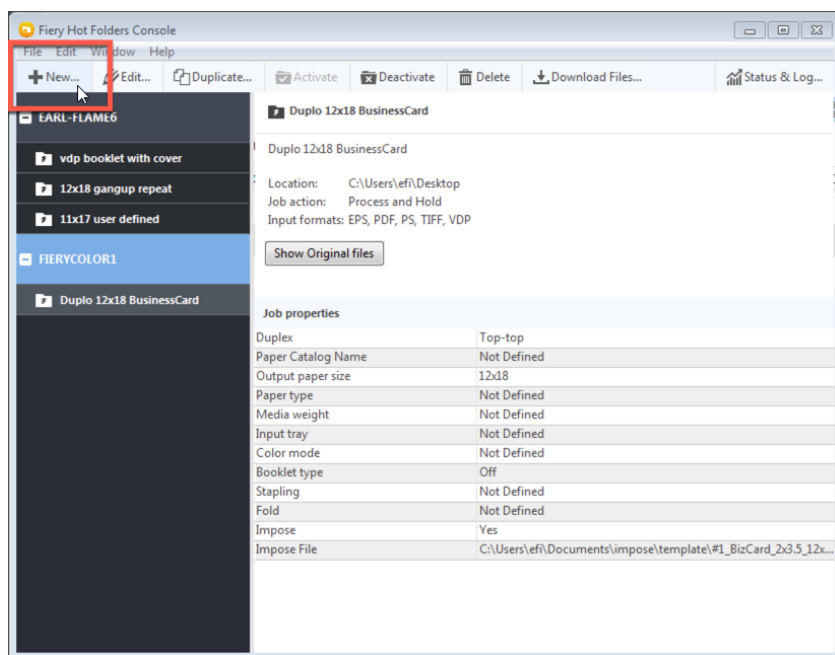 Fiery Hot Folders Console
File Edit Window Help
New... Edit... Duplicate... Activate Deactivate Delete Download Files... Status & Log...
EARL-FLAME6
vdp booklet with cover
12x18 gangup repeat
11x17 user defined
FIERYCOLOR1
Duplo 12x18 BusinessCard
Duplo 12x18 BusinessCard
Duplo 12x18 BusinessCard
Location: C:\Users\efi\Desktop
Job action: Process and Hold
Input formats: EPS, PDF, PS, TIFF, VDP
Show Original files
Job properties
Duplex Top-top
Paper Catalog Name Not Defined
Output paper size 12x18
Paper type Not Defined
Media weight Not Defined
Input tray Not Defined
Color mode Not Defined
Booklet type Off
Stapling Not Defined
Fold Not Defined
Impose Yes
Impose File C:\Users\efi\Documents\impose\template\#1_BizCard_2x3.5_12x...